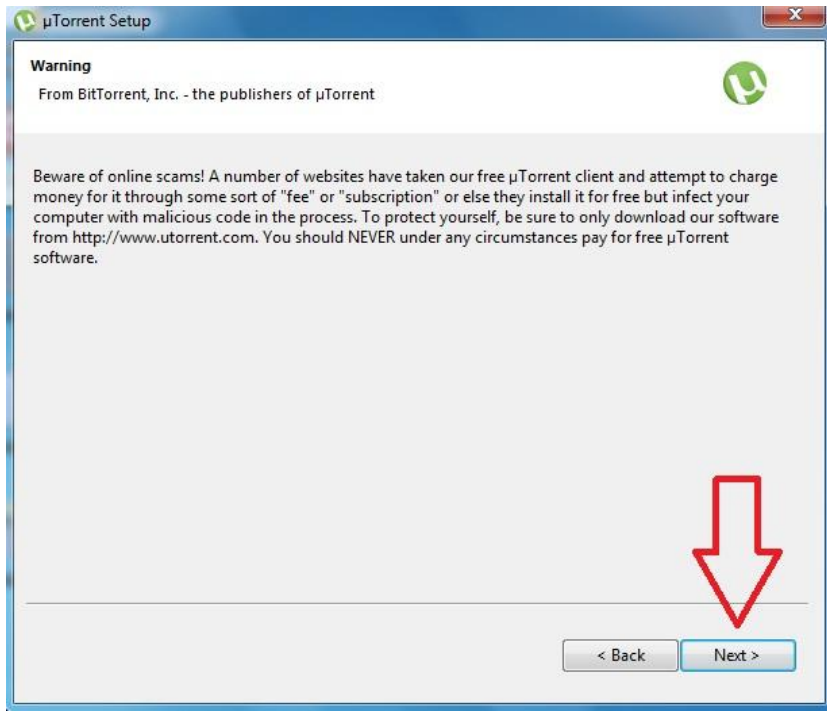 µTorrent Setup
Warning
From BitTorrent, Inc. - the publishers of µTorrent
Beware of online scams! A number of websites have taken our free µTorrent client and attempt to charge
money for it through some sort of "fee" or "subscription" or else they install it for free but infect your
computer with malicious code in the process. To protect yourself, be sure to only download our software
from http://www.utorrent.com. You should NEVER under any circumstances pay for free µTorrent
software.
< Back Next >